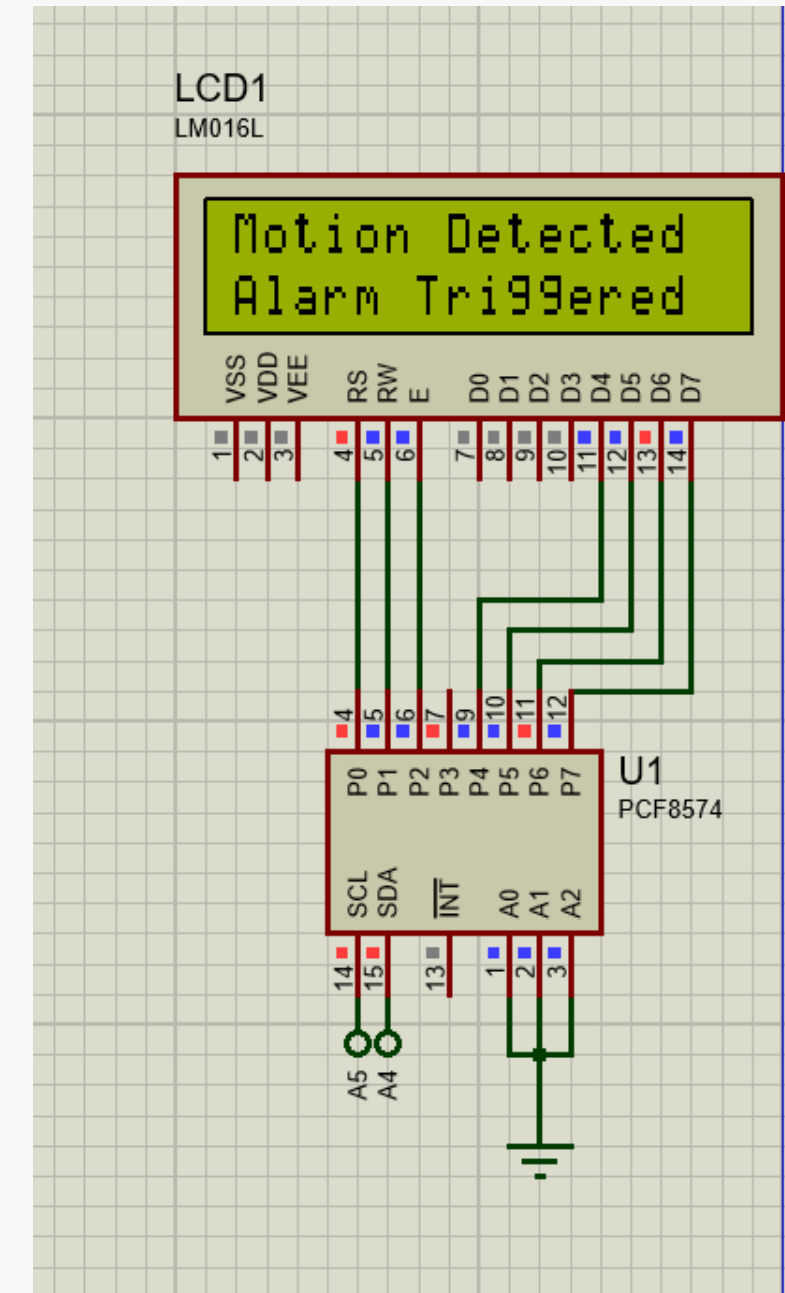 LCD1
LM016L
Motion Detected
Alarm Triggered
VSS VDD VEE RS RW E D0 D1 D2 D3 D4 D5 D6 D7
1 2 3 4 5 6 7 8 9 10 11 12 13 14
4 5 6 7 9 10 11 12
P0 P1 P2 P3 P4 P5 P6 P7
U1
PCF8574
SCL SDA INT A0 A1 A2
14 15 13 1 2 3
A5 A4